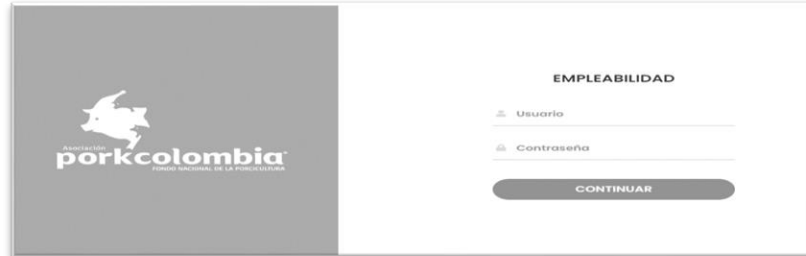 Asociación
porkcolombia
FONDO NACIONAL DE LA PORCICULTURA
EMPLEABILIDAD
Usuario
Contraseña
CONTINUAR